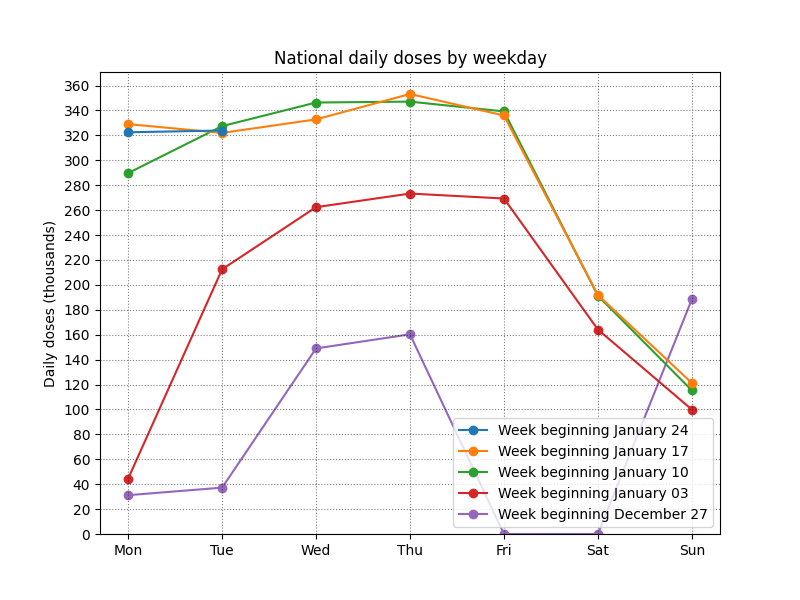 National daily doses by weekday
Daily doses (thousands)
360
340
320
300
280
260
240
220
200
180
160
140
120
100
80
60
40
20
0
Mon Tue Wed Thu Fri Sat Sun
Week beginning January 24
Week beginning January 17
Week beginning January 10
Week beginning January 03
Week beginning December 27